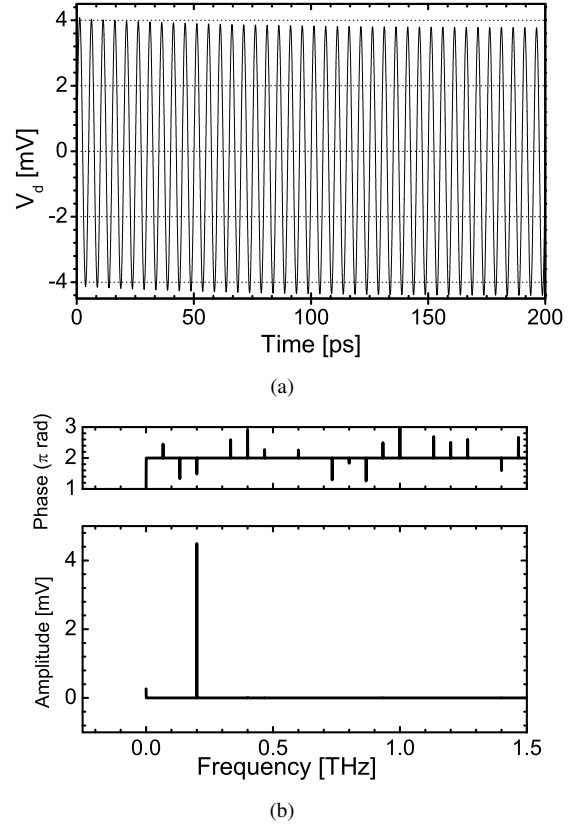 4
2
0
-2
-4
V_d [mV]
0 50 100 150 200
Time [ps]
(a)
3
2
1
Phase (π rad)
4
2
0
Amplitude [mV]
0.0 0.5 1.0 1.5
Frequency [THz]
(b)